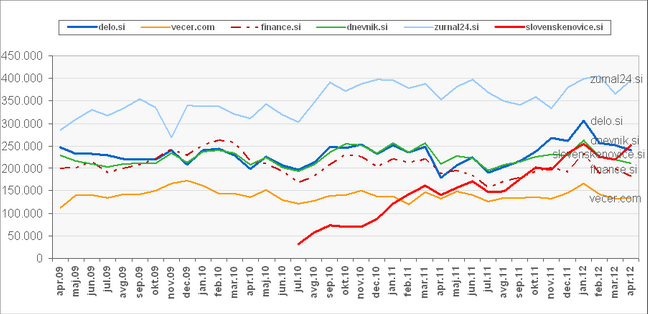 delo.si vecer.com finance.si dnevnik.si zurnal24.si slovenskenovice.si
450.000
400.000
350.000
300.000
250.000
200.000
150.000
100.000
50.000
0
zurnal24.si
delo.si
dnevnik.si
slovenskenovice.si
finance.si
vecer.com
apr.09 maj.09 jun.09 jul.09 avg.09 sep.09 okt.09 nov.09 dec.09 jan.10 feb.10 mar.10 apr.10 maj.10 jun.10 jul.10 avg.10 sep.10 okt.10 nov.10 dec.10 jan.11 feb.11 mar.11 apr.11 maj.11 jun.11 jul.11 avg.11 sep.11 okt.11 nov.11 dec.11 jan.12 feb.12 mar.12 apr.12